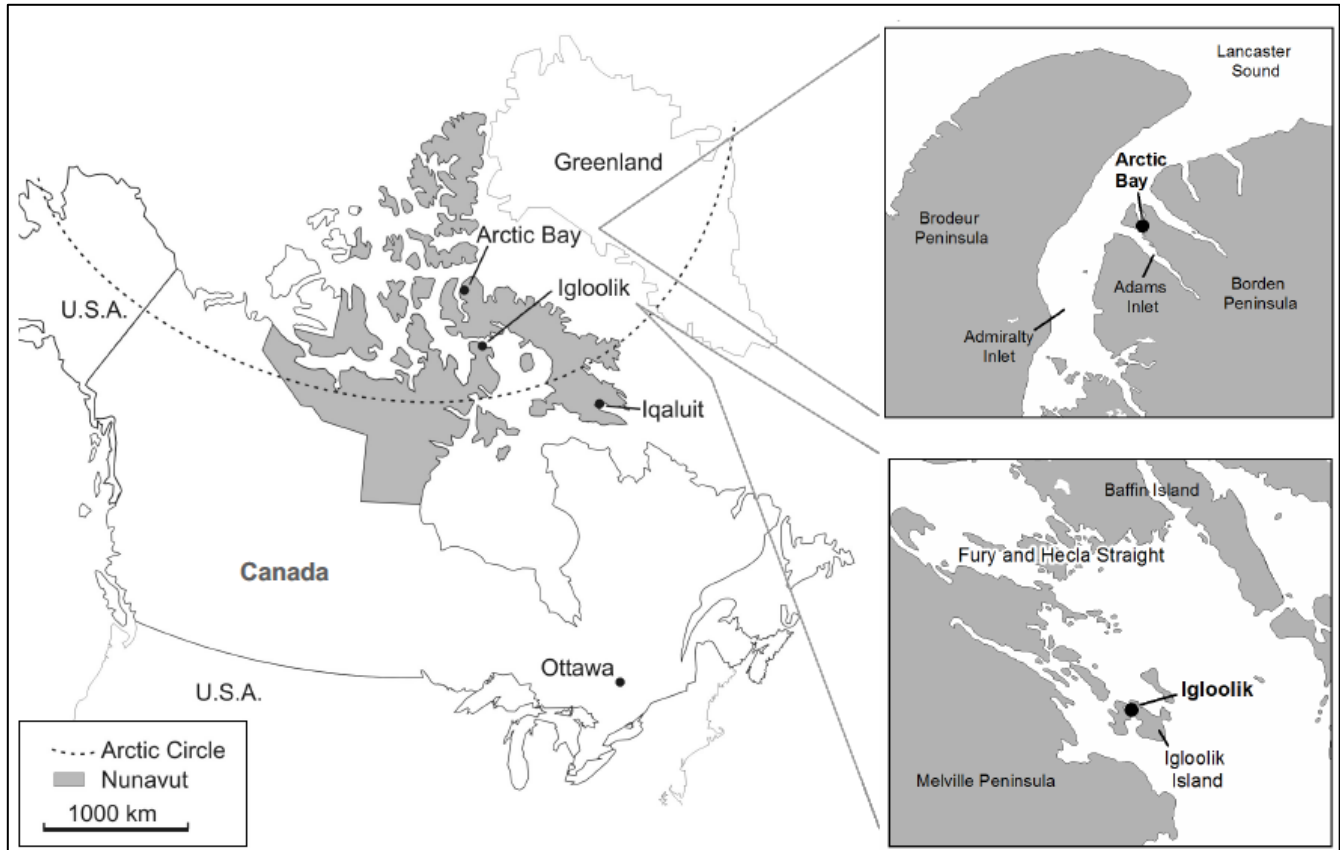 Greenland
Arctic Bay
Igloolik
U.S.A.
Iqaluit
Canada
Ottawa
U.S.A.
Arctic Circle
Nunavut
1000 km
Lancaster
Sound
Arctic
Bay
Brodeur
Peninsula
Adams
Inlet
Borden
Peninsula
Admiralty
Inlet
Baffin Island
Fury and Hecla Straight
Igloolik
Igloolik
Island
Melville Peninsula